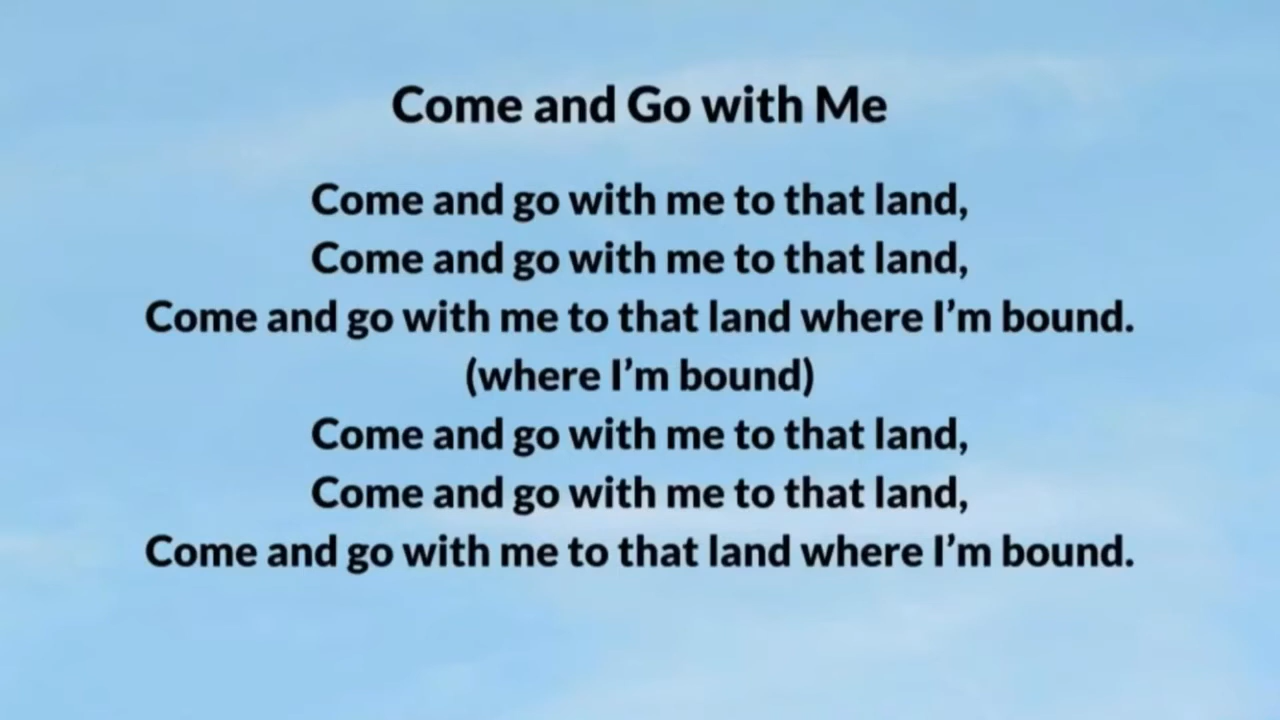 Come and Go with Me
Come and go with me to that land,
Come and go with me to that land,
Come and go with me to that land where I’m bound.
(where I’m bound)
Come and go with me to that land,
Come and go with me to that land,
Come and go with me to that land where I’m bound.